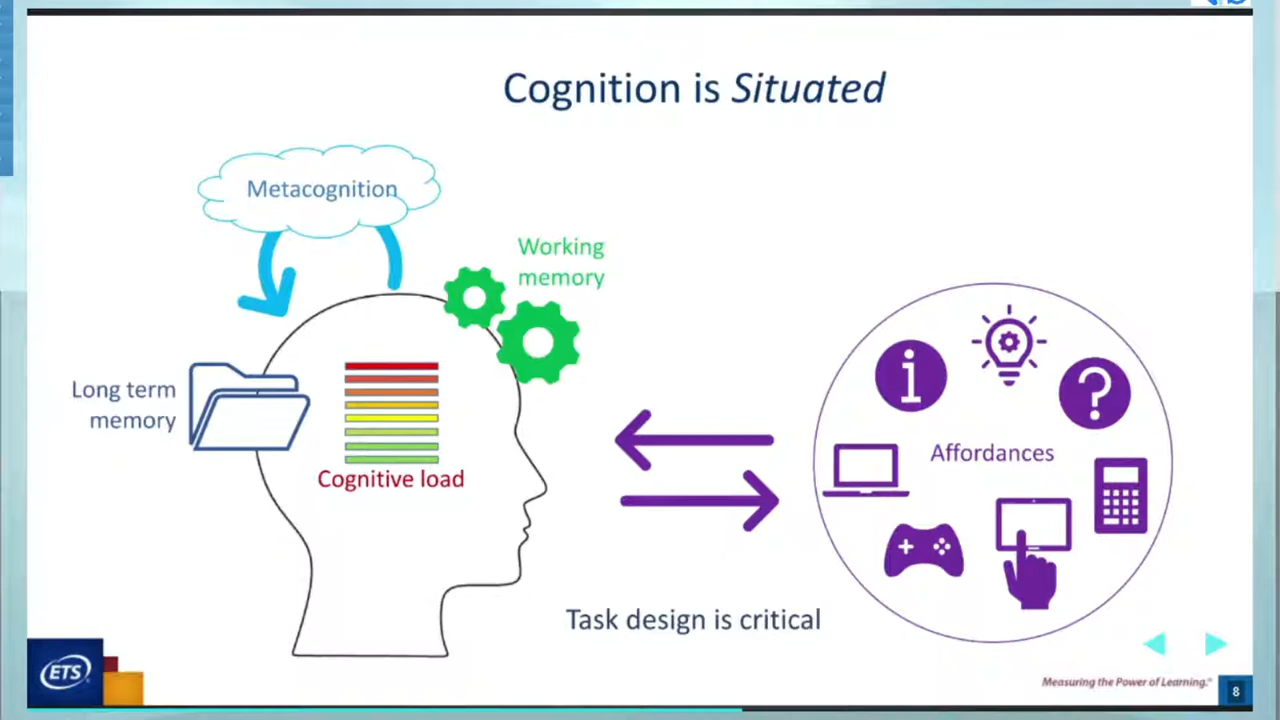 Cognition is Situated
Metacognition
Working
memory
Long term
memory
Cognitive load
Affordances
Task design is critical
ETS
Measuring the Power of Learning.™
8